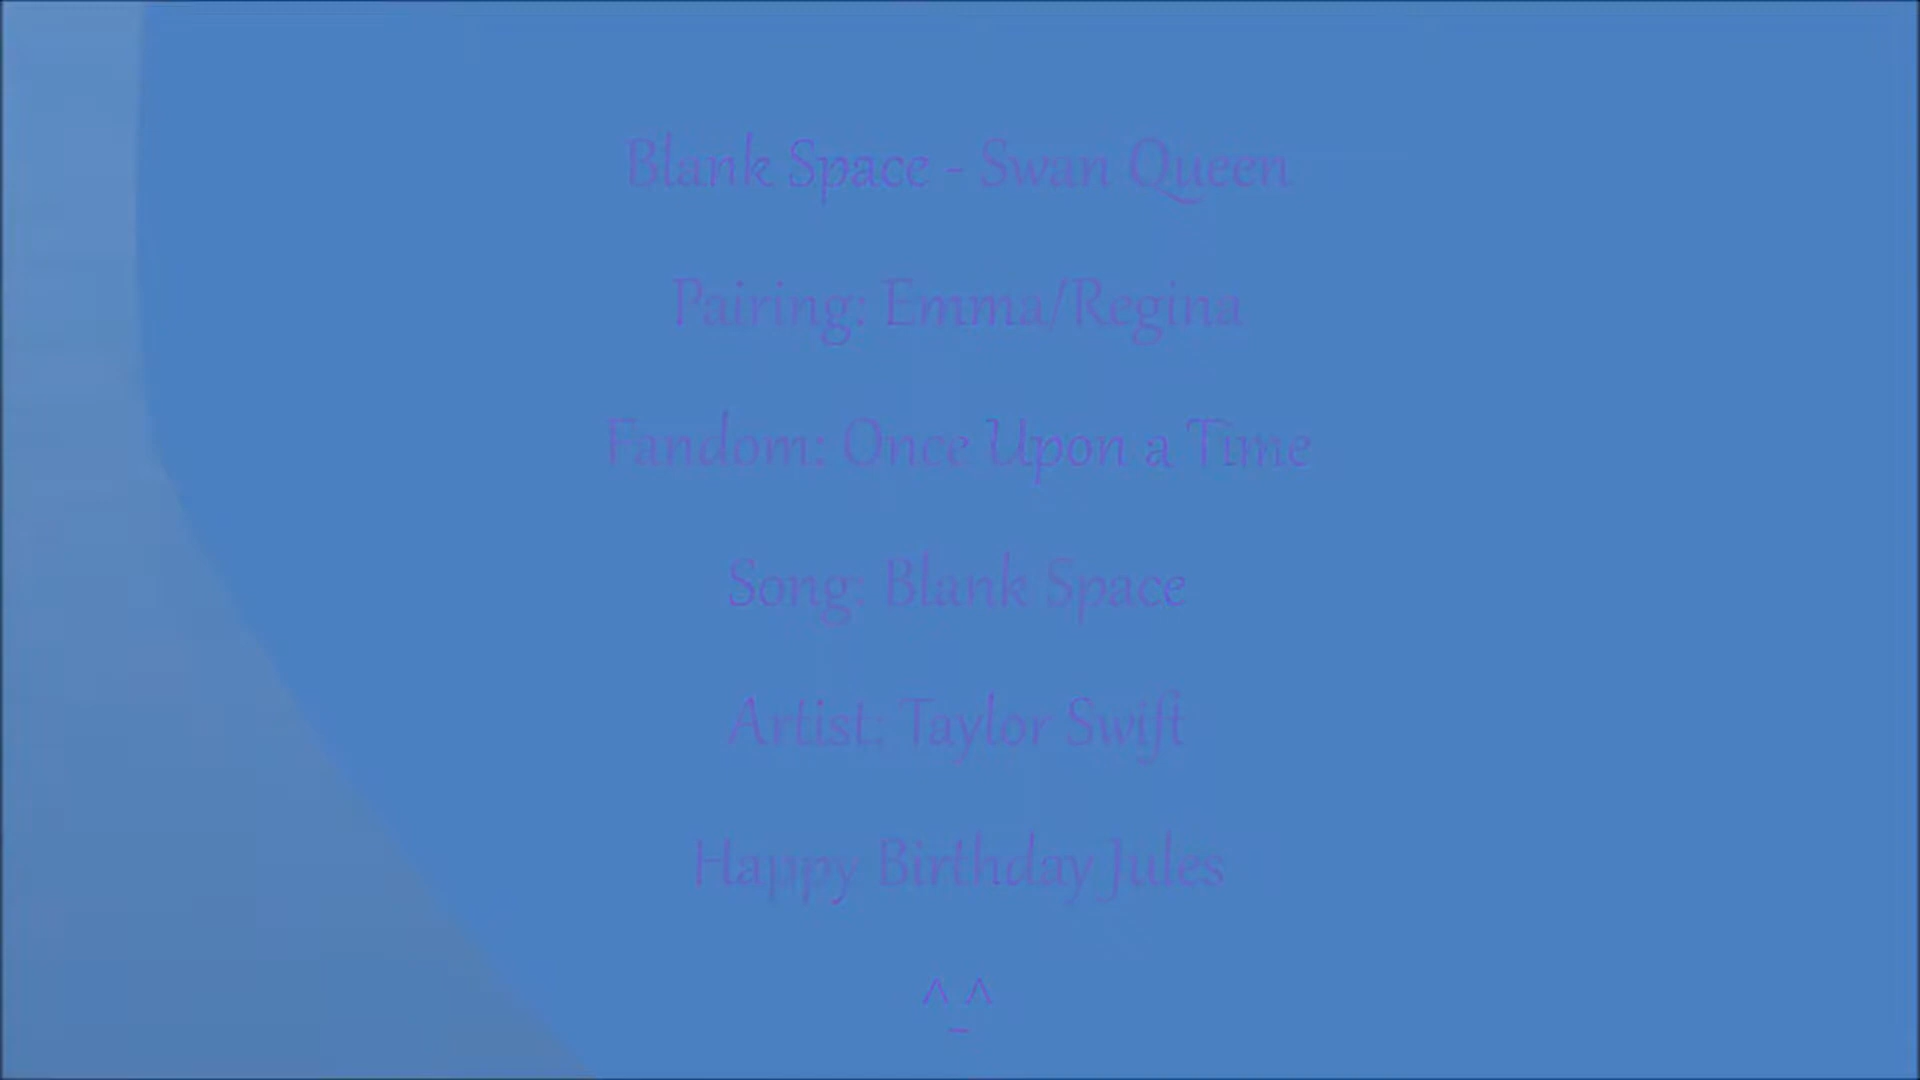 Blank Space - Swan Queen
Pairing: Emma/Regina
Fandom: Once Upon a Time
Song: Blank Space
Artist: Taylor Swift
Happy Birthday Jules
^_^